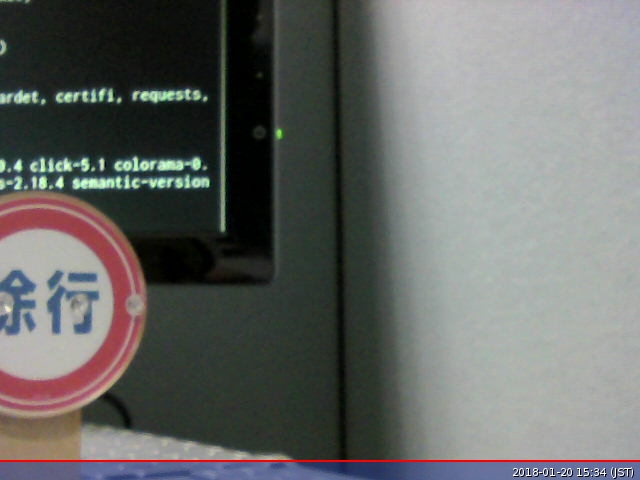 )
ardet, certifi, requests,
0.4 click-5.1 colorama-0.
s-2.18.4 semantic-version
徐行
2018-01-20 15:34 (JST)